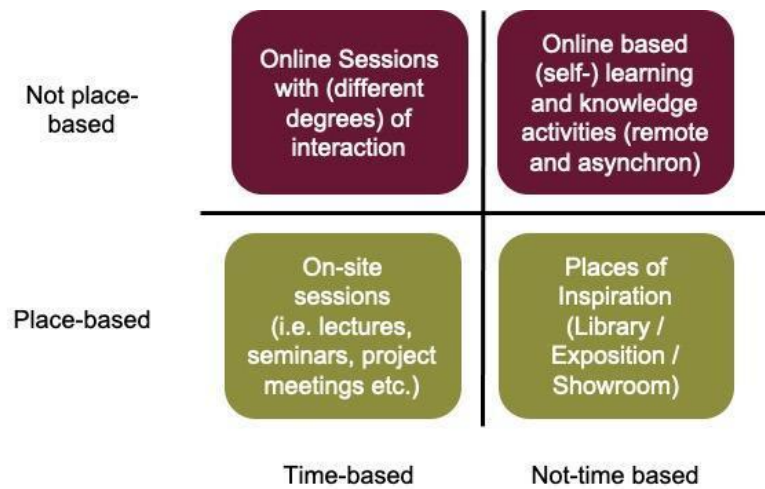 Not place-
based
Online Sessions
with (different
degrees) of
interaction
Online based
(self-) learning
and knowledge
activities (remote
and asynchron)
Place-based
On-site
sessions
(i.e. lectures,
seminars, project
meetings etc.)
Places of
Inspiration
(Library /
Exposition /
Showroom)
Time-based
Not-time based